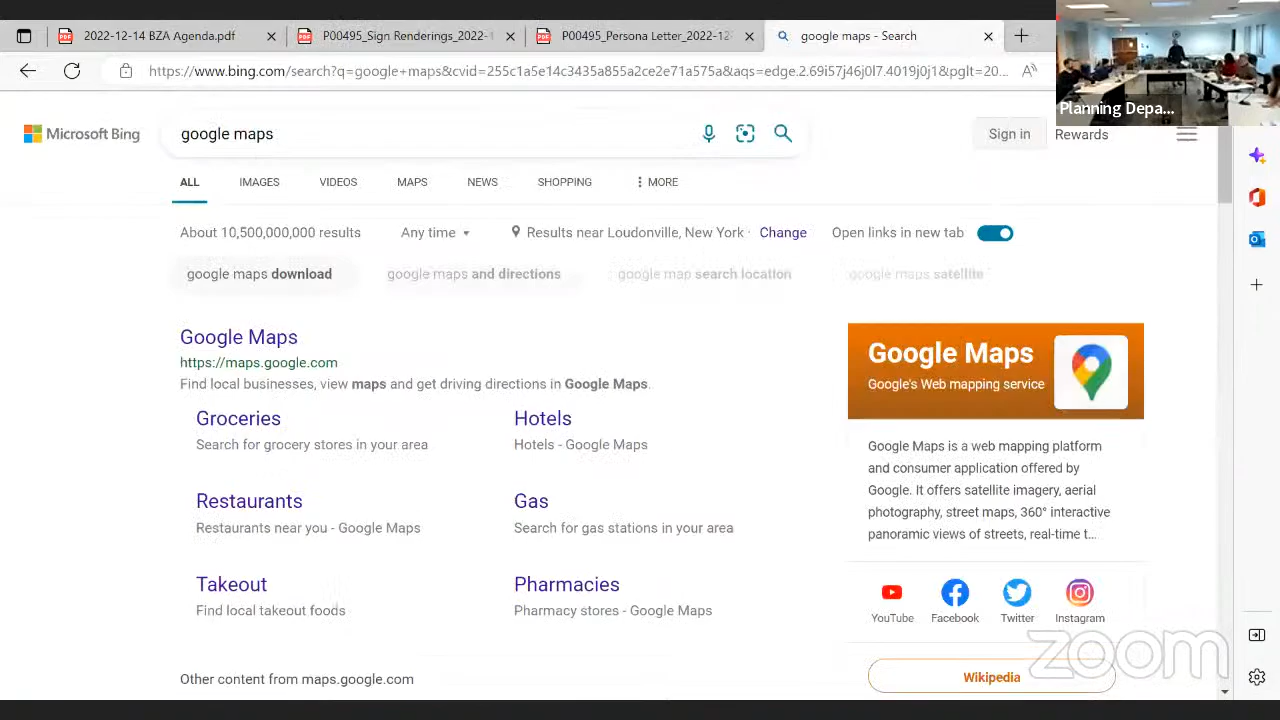 2022-12-14 BZA Agenda.pdf
P00495_Sign Renderings_2022-1
P00495_Persona Letter_2022-12-
google maps - Search
https://www.bing.com/search?q=google+maps&cvid=255c1a5e14c3435a855a2ce2e71a575a&aqs=edge.2.69i57j46j0l7.4019j0j1&pglt=20...
Planning Depa...
Microsoft Bing
google maps
Sign in
Rewards
ALL
IMAGES
VIDEOS
MAPS
NEWS
SHOPPING
MORE
About 10,500,000,000 results
Any time
Results near Loudonville, New York · Change
Open links in new tab
google maps download
google maps and directions
google map search location
google maps satellite
Google Maps
https://maps.google.com
Find local businesses, view maps and get driving directions in Google Maps.
Groceries
Search for grocery stores in your area
Hotels
Hotels - Google Maps
Restaurants
Restaurants near you - Google Maps
Gas
Search for gas stations in your area
Takeout
Find local takeout foods
Pharmacies
Pharmacy stores - Google Maps
Other content from maps.google.com
Google Maps
Google's Web mapping service
Google Maps is a web mapping platform
and consumer application offered by
Google. It offers satellite imagery, aerial
photography, street maps, 360° interactive
panoramic views of streets, real-time t...
YouTube
Facebook
Twitter
Instagram
Wikipedia
zoom